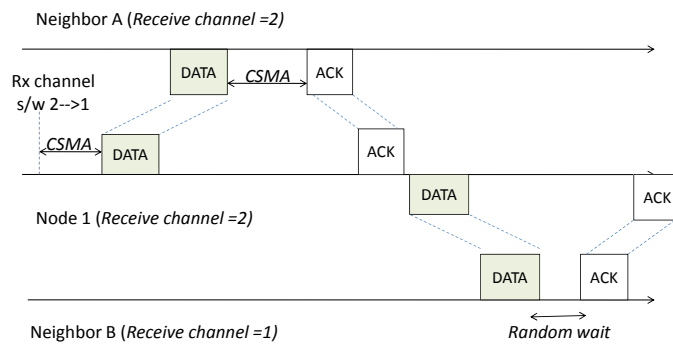 Neighbor A (Receive channel =2)
DATA
CSMA
ACK
Rx channel
s/w 2-->1
CSMA
DATA
ACK
DATA
ACK
Node 1 (Receive channel =2)
DATA
ACK
Neighbor B (Receive channel =1)
Random wait